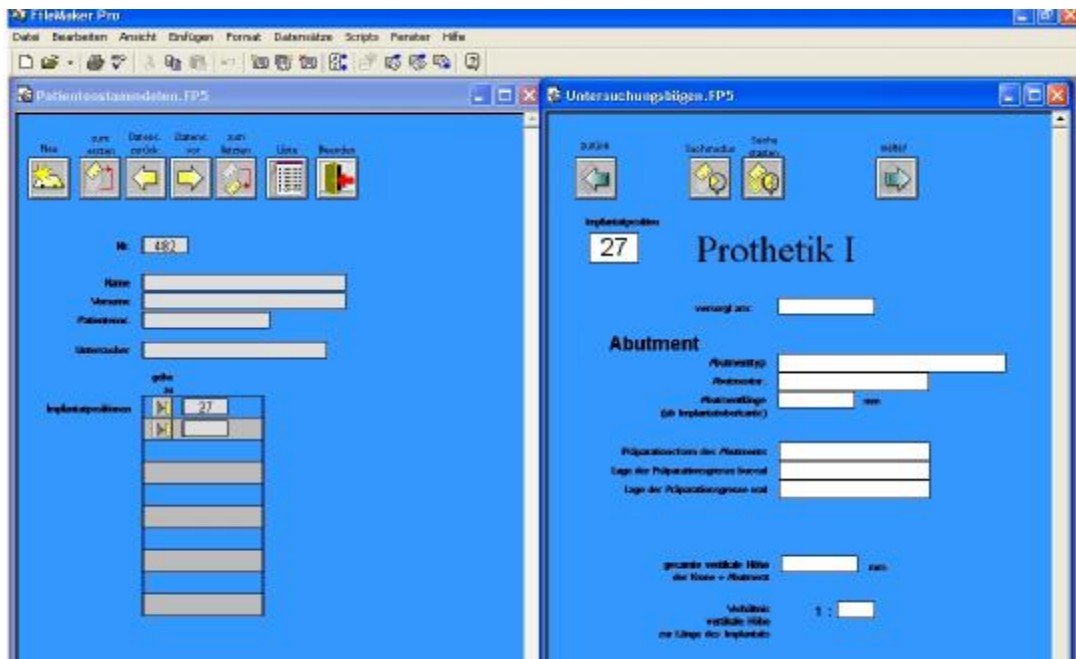 FileMaker Pro
Datei Bearbeiten Ansicht Einfügen Format Datensätze Scripts Fenster Hilfe
Patientenstammdaten.FP5
Neu
zum ersten
Datens. zurück
Datens. vor
zum letzten
Liste
Beenden
Nr. 482
Name
Vorname
Patientennr.
Untersucher
gehe zu
Implantatpositionen 27
Untersuchungsbögen.FP5
zurück
Suchmodus
Suche starten
weiter
Implantatposition
27
Prothetik I
versorgt am:
Abutment
Abutmenttyp
Abutmentnr.
Abutmentlänge mm
(ab Implantatoberkante)
Präparationsform des Abutments
Lage der Präparationsgrenze buccal
Lage der Präparationsgrenze oral
gesamte vertikale Höhe mm
der Krone + Abutment
Verhältnis 1 :
vertikale Höhe
zur Länge des Implantats